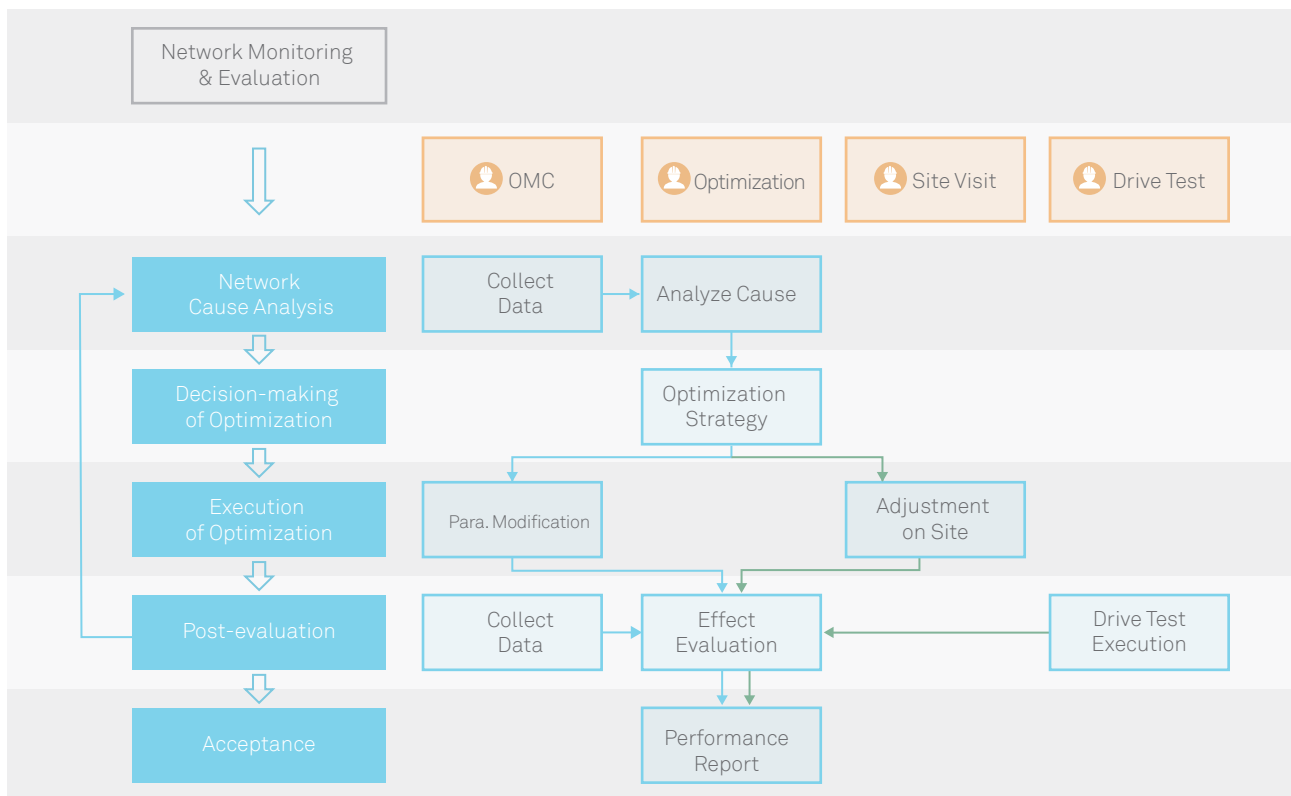 Network Monitoring
& Evaluation
OMC
Optimization
Site Visit
Drive Test
Network
Cause Analysis
Collect
Data
Analyze Cause
Decision-making
of Optimization
Optimization
Strategy
Execution
of Optimization
Para. Modification
Adjustment
on Site
Post-evaluation
Collect
Data
Effect
Evaluation
Drive Test
Execution
Acceptance
Performance
Report